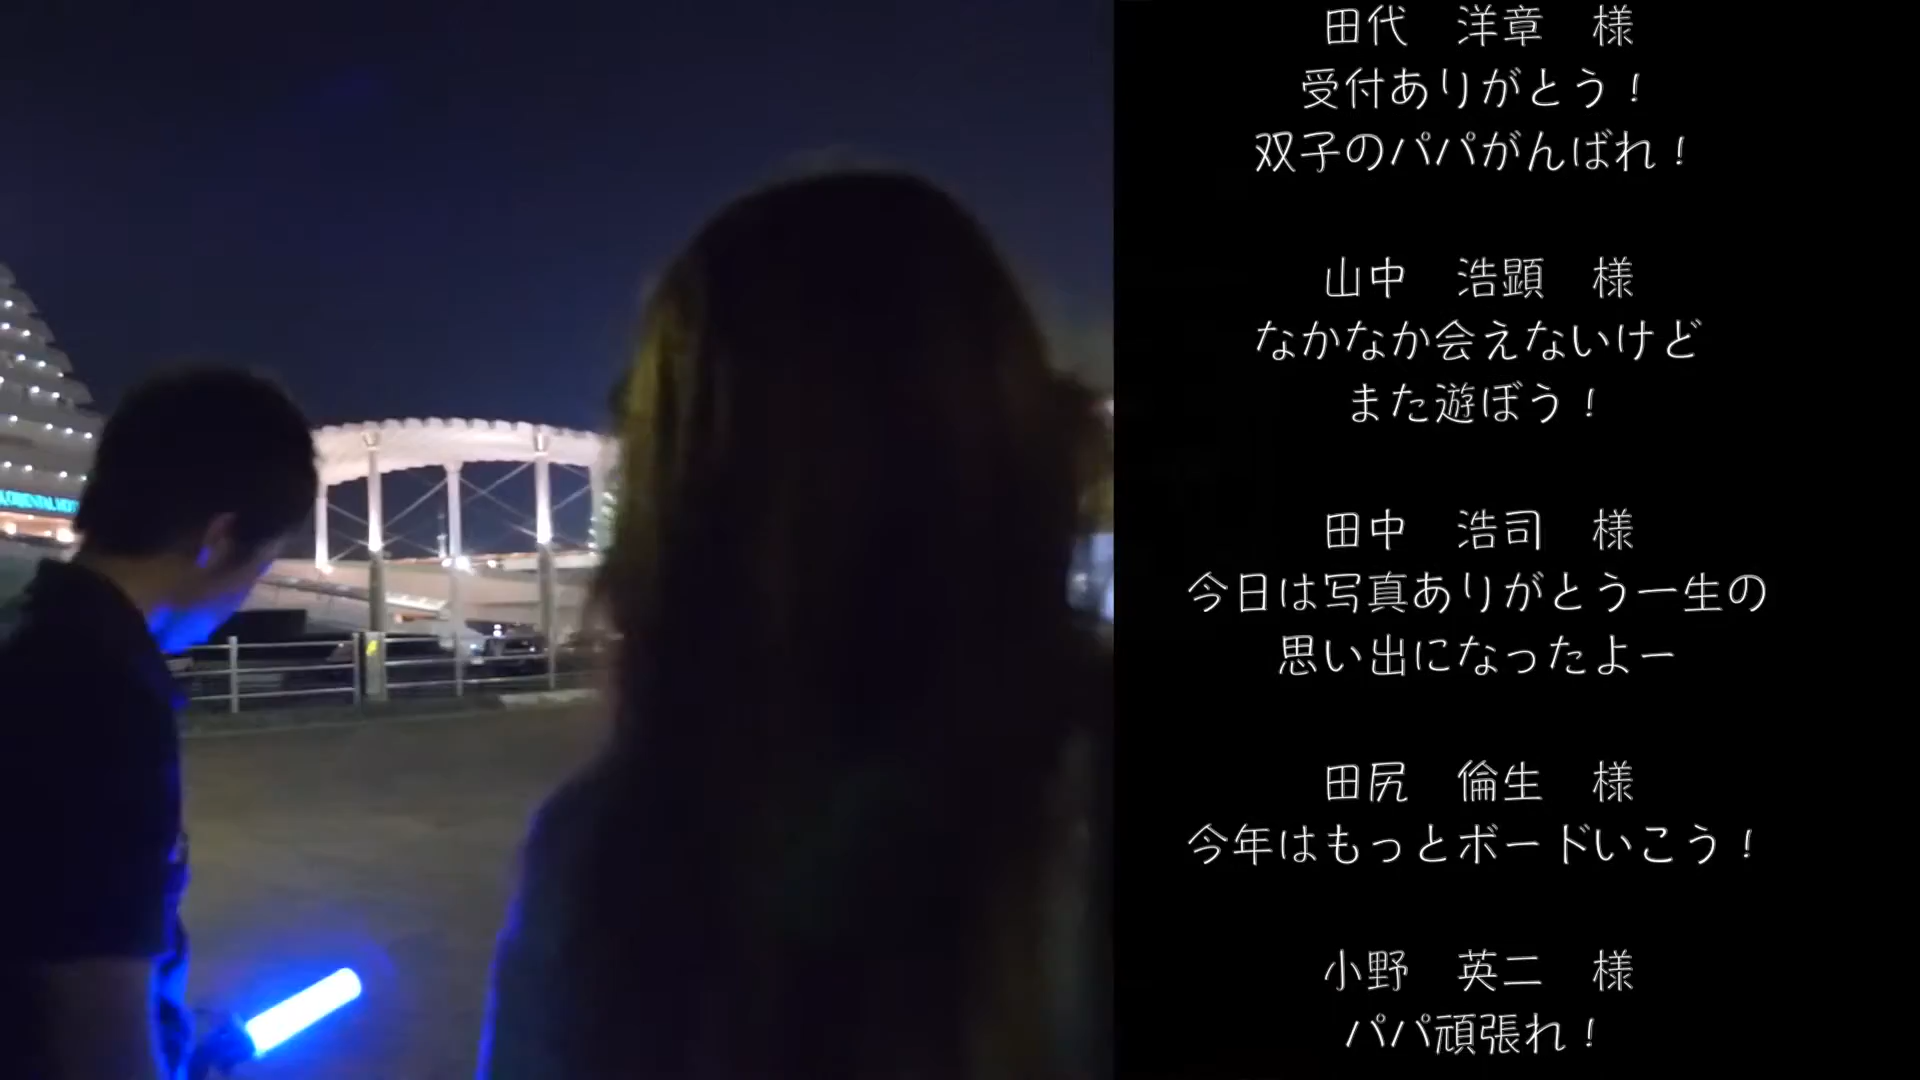 ORIENTAL HOT
田代　洋章　様
受付ありがとう！
双子のパパがんばれ！
山中　浩顕　様
なかなか会えないけど
また遊ぼう！
田中　浩司　様
今日は写真ありがとう一生の
思い出になったよー
田尻　倫生　様
今年はもっとボードいこう！
小野　英二　様
パパ頑張れ！